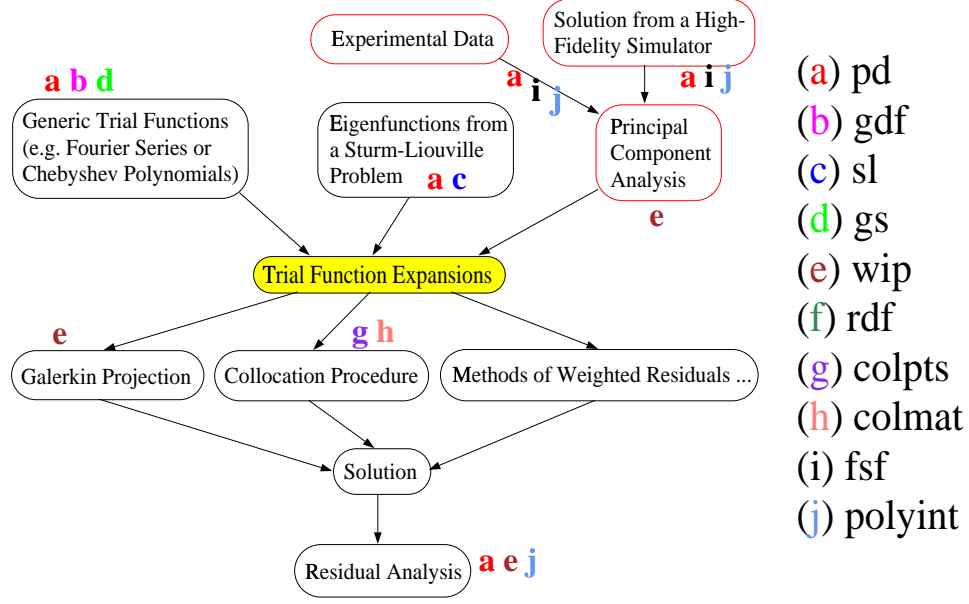 Experimental Data
Solution from a High-
Fidelity Simulator
a i j
a i j
a b d
Generic Trial Functions
(e.g. Fourier Series or
Chebyshev Polynomials)
Eigenfunctions from
a Sturm-Liouville
Problem
a c
Principal
Component
Analysis
e
Trial Function Expansions
e
g h
Galerkin Projection
Collocation Procedure
Methods of Weighted Residuals ...
Solution
Residual Analysis
a e j
(a) pd
(b) gdf
(c) sl
(d) gs
(e) wip
(f) rdf
(g) colpts
(h) colmat
(i) fsf
(j) polyint